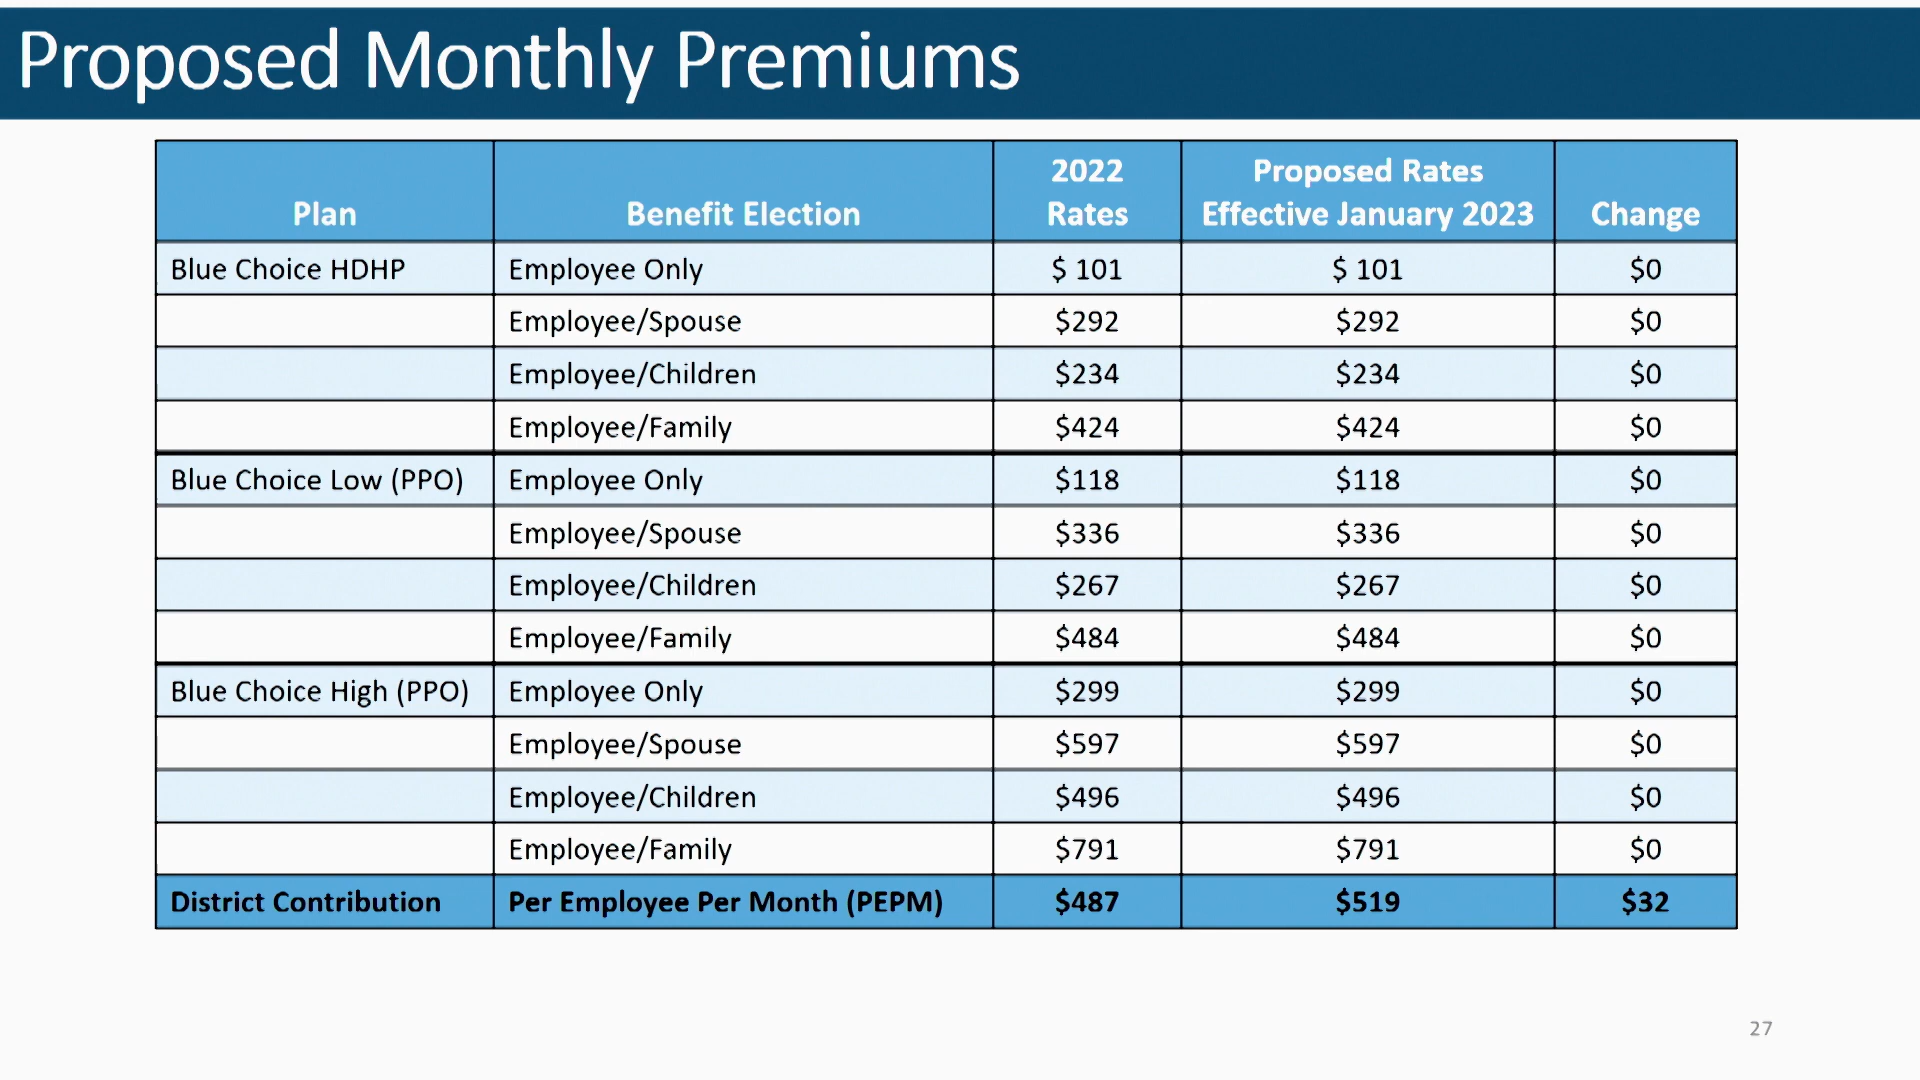 Proposed Monthly Premiums
Plan Benefit Election 2022 Rates Proposed Rates Effective January 2023 Change
Blue Choice HDHP Employee Only $ 101 $ 101 $0
Employee/Spouse $292 $292 $0
Employee/Children $234 $234 $0
Employee/Family $424 $424 $0
Blue Choice Low (PPO) Employee Only $118 $118 $0
Employee/Spouse $336 $336 $0
Employee/Children $267 $267 $0
Employee/Family $484 $484 $0
Blue Choice High (PPO) Employee Only $299 $299 $0
Employee/Spouse $597 $597 $0
Employee/Children $496 $496 $0
Employee/Family $791 $791 $0
District Contribution Per Employee Per Month (PEPM) $487 $519 $32
27